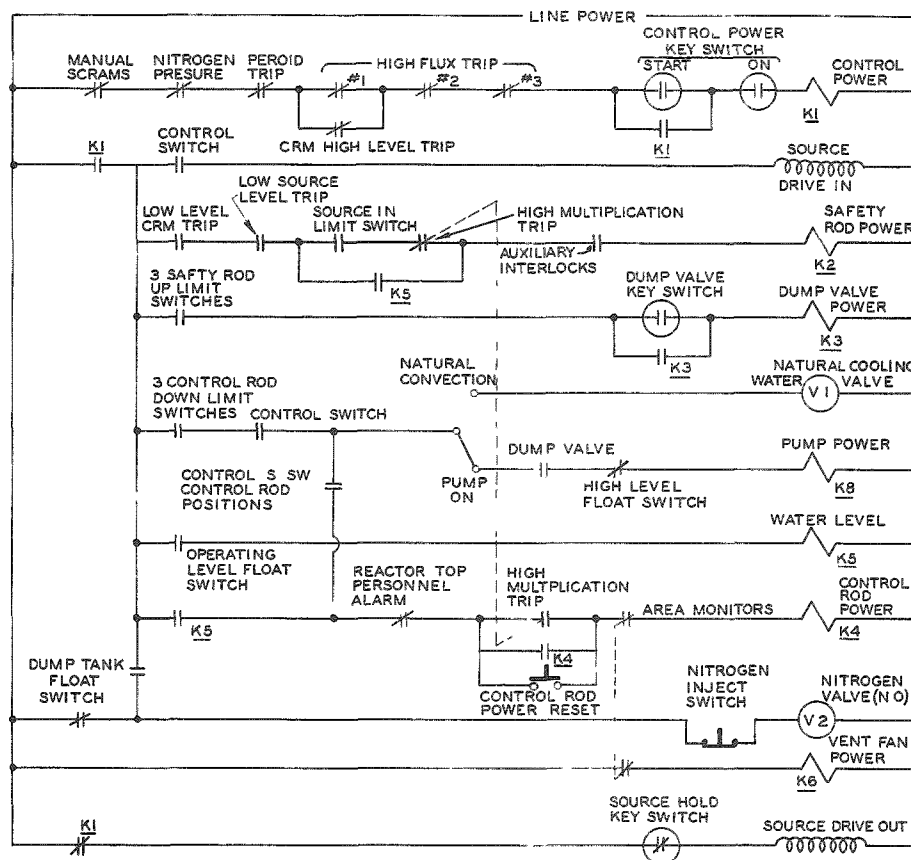 LINE POWER
CONTROL POWER
KEY SWITCH
START
ON
MANUAL
SCRAMS
NITROGEN
PRESURE
PEROID
TRIP
HIGH FLUX TRIP
#1
#2
#3
CONTROL
POWER
K1
K1
CRM HIGH LEVEL TRIP
K1
CONTROL
SWITCH
SOURCE
DRIVE IN
LOW SOURCE
LEVEL TRIP
LOW LEVEL
CRM TRIP
SOURCE IN
LIMIT SWITCH
HIGH MULTIPLICATION
TRIP
AUXILIARY
INTERLOCKS
SAFETY
ROD POWER
K2
K5
3 SAFTY ROD
UP LIMIT
SWITCHES
DUMP VALVE
KEY SWITCH
DUMP VALVE
POWER
K3
K3
NATURAL
CONVECTION
NATURAL COOLING
WATER VALVE
V1
3 CONTROL ROD
DOWN LIMIT
SWITCHES
CONTROL SWITCH
DUMP VALVE
PUMP POWER
K8
CONTROL S SW
CONTROL ROD
POSITIONS
PUMP
ON
HIGH LEVEL
FLOAT SWITCH
WATER LEVEL
K5
OPERATING
LEVEL FLOAT
SWITCH
REACTOR TOP
PERSONNEL
ALARM
HIGH
MULTPLICATION
TRIP
AREA MONITORS
CONTROL
ROD
POWER
K4
K5
K4
CONTROL ROD
POWER RESET
DUMP TANK
FLOAT
SWITCH
NITROGEN
INJECT
SWITCH
NITROGEN
VALVE (NO)
V2
VENT FAN
POWER
K6
SOURCE HOLD
KEY SWITCH
K1
SOURCE DRIVE OUT